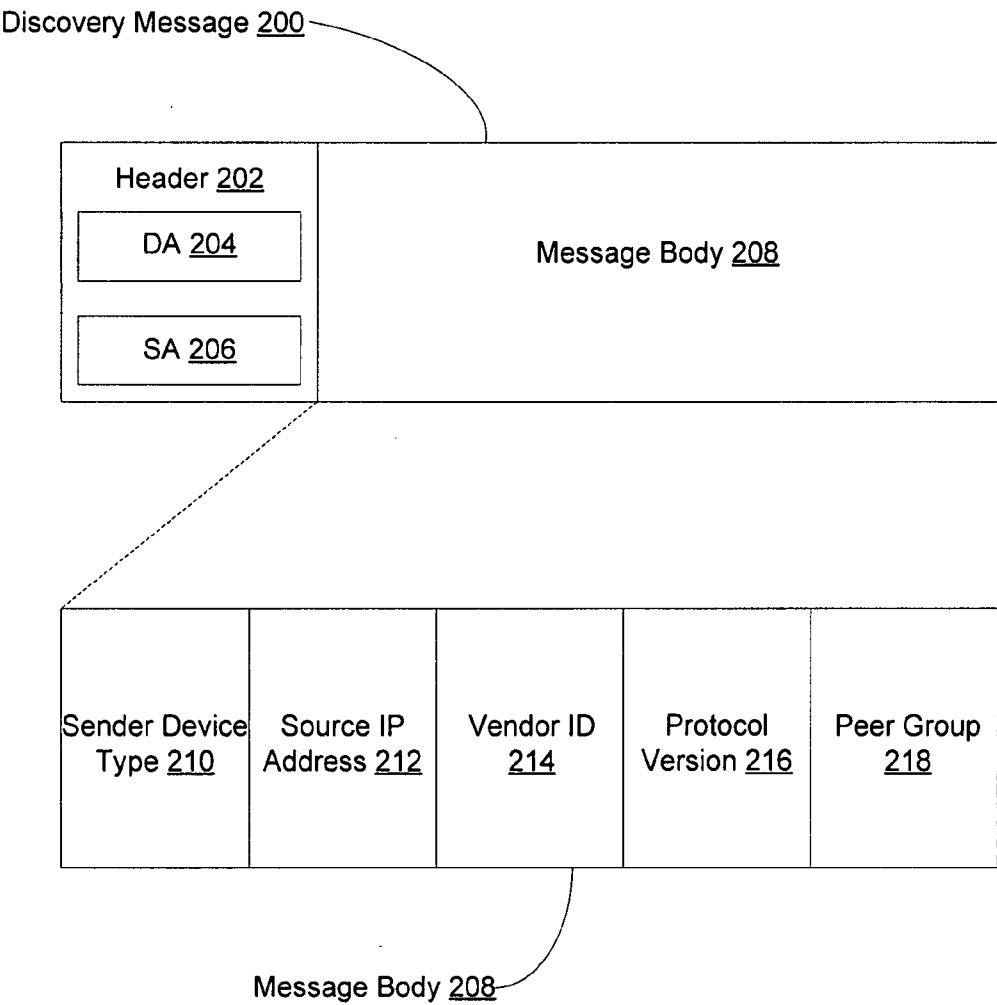 Discovery Message 200
Header 202
DA 204
SA 206
Message Body 208
Sender Device
Type 210
Source IP
Address 212
Vendor ID
214
Protocol
Version 216
Peer Group
218
Message Body 208